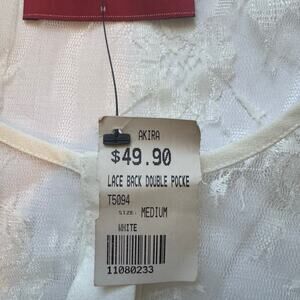 M
AKIRA
$49.90
LACE BACK DOUBLE POCKE
T5094
SIZE: MEDIUM
WHITE
11080233